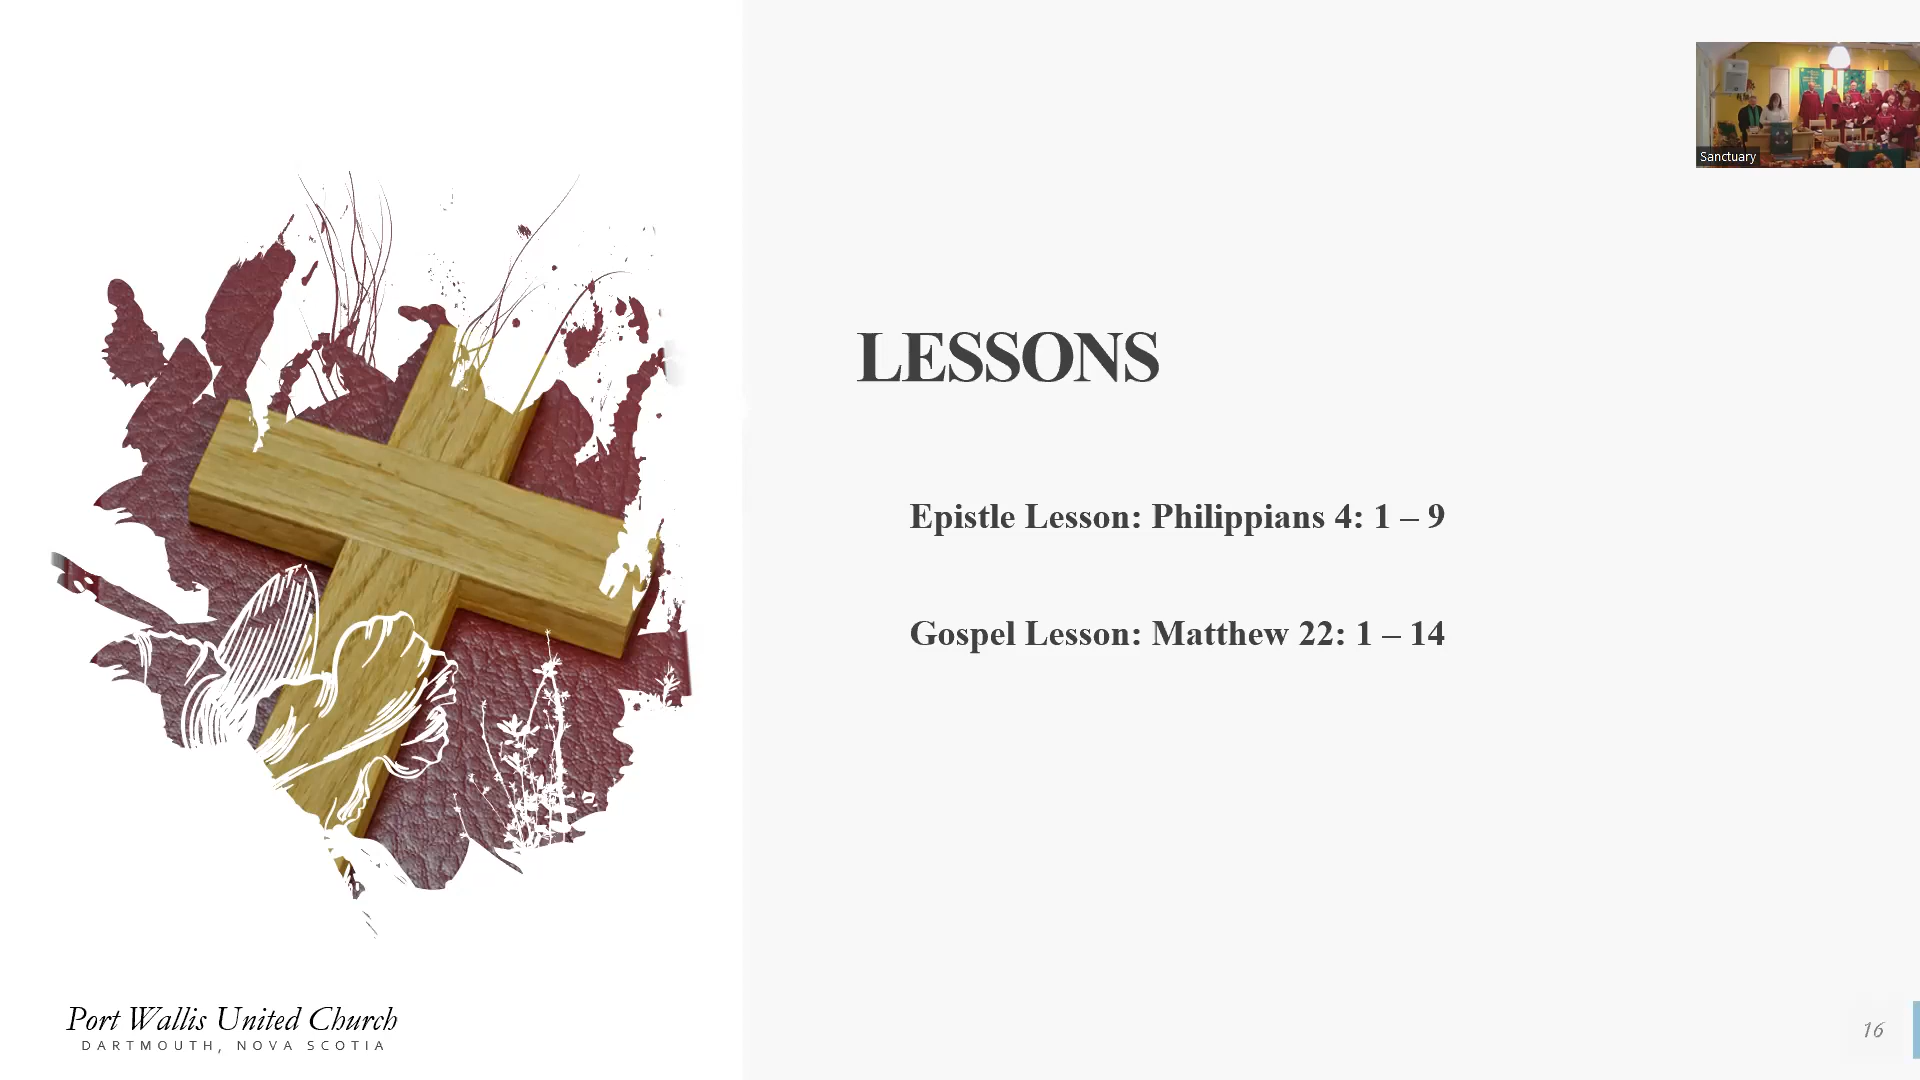 Sanctuary
LESSONS
Epistle Lesson: Philippians 4: 1 – 9
Gospel Lesson: Matthew 22: 1 – 14
Port Wallis United Church
DARTMOUTH, NOVA SCOTIA
16